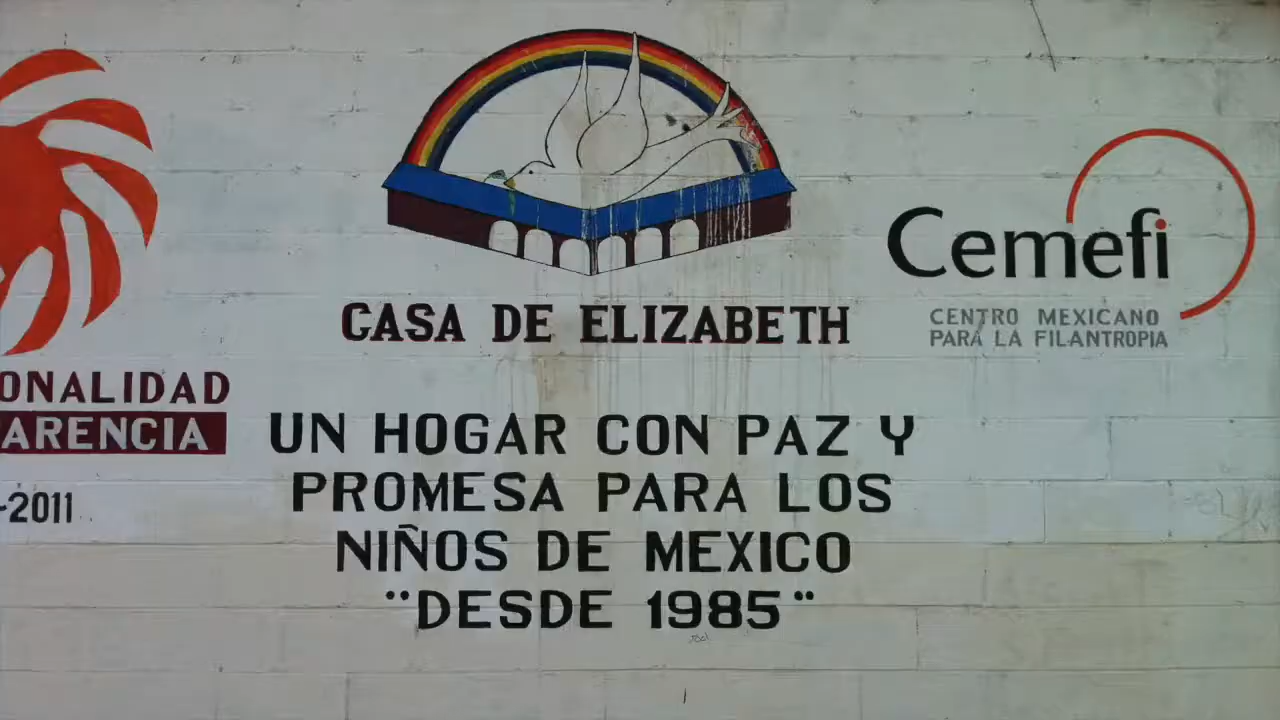 CASA DE ELIZABETH
Cemefi
CENTRO MEXICANO
PARA LA FILANTROPIA
ONALIDAD
ARENCIA
-2011
UN HOGAR CON PAZ Y
PROMESA PARA LOS
NIÑOS DE MEXICO
"DESDE 1985"